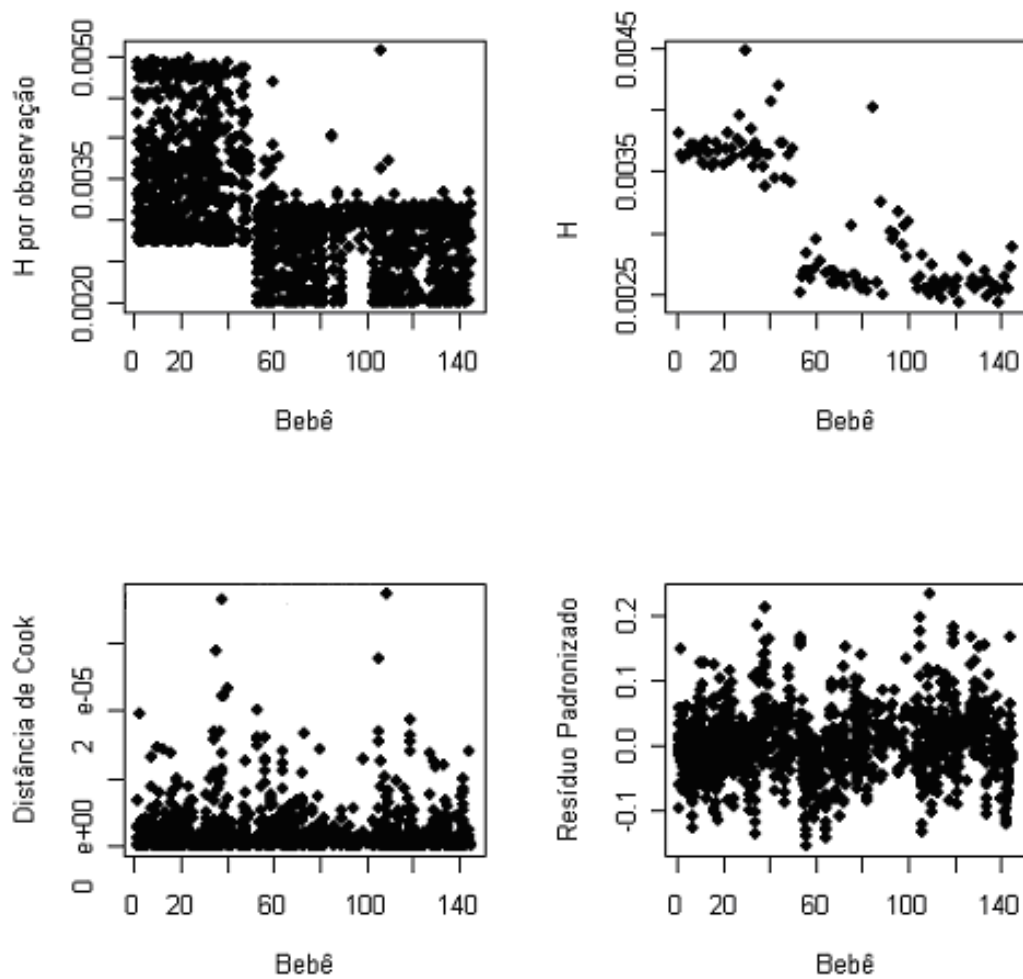 H por observação
0.0020 0.0035 0.0050
0 20 60 100 140
Bebê
H
0.0025 0.0035 0.0045
0 20 60 100 140
Bebê
Distância de Cook
0 e+00 2 e-05
0 20 60 100 140
Bebê
Resíduo Padronizado
-0.1 0.0 0.1 0.2
0 20 60 100 140
Bebê